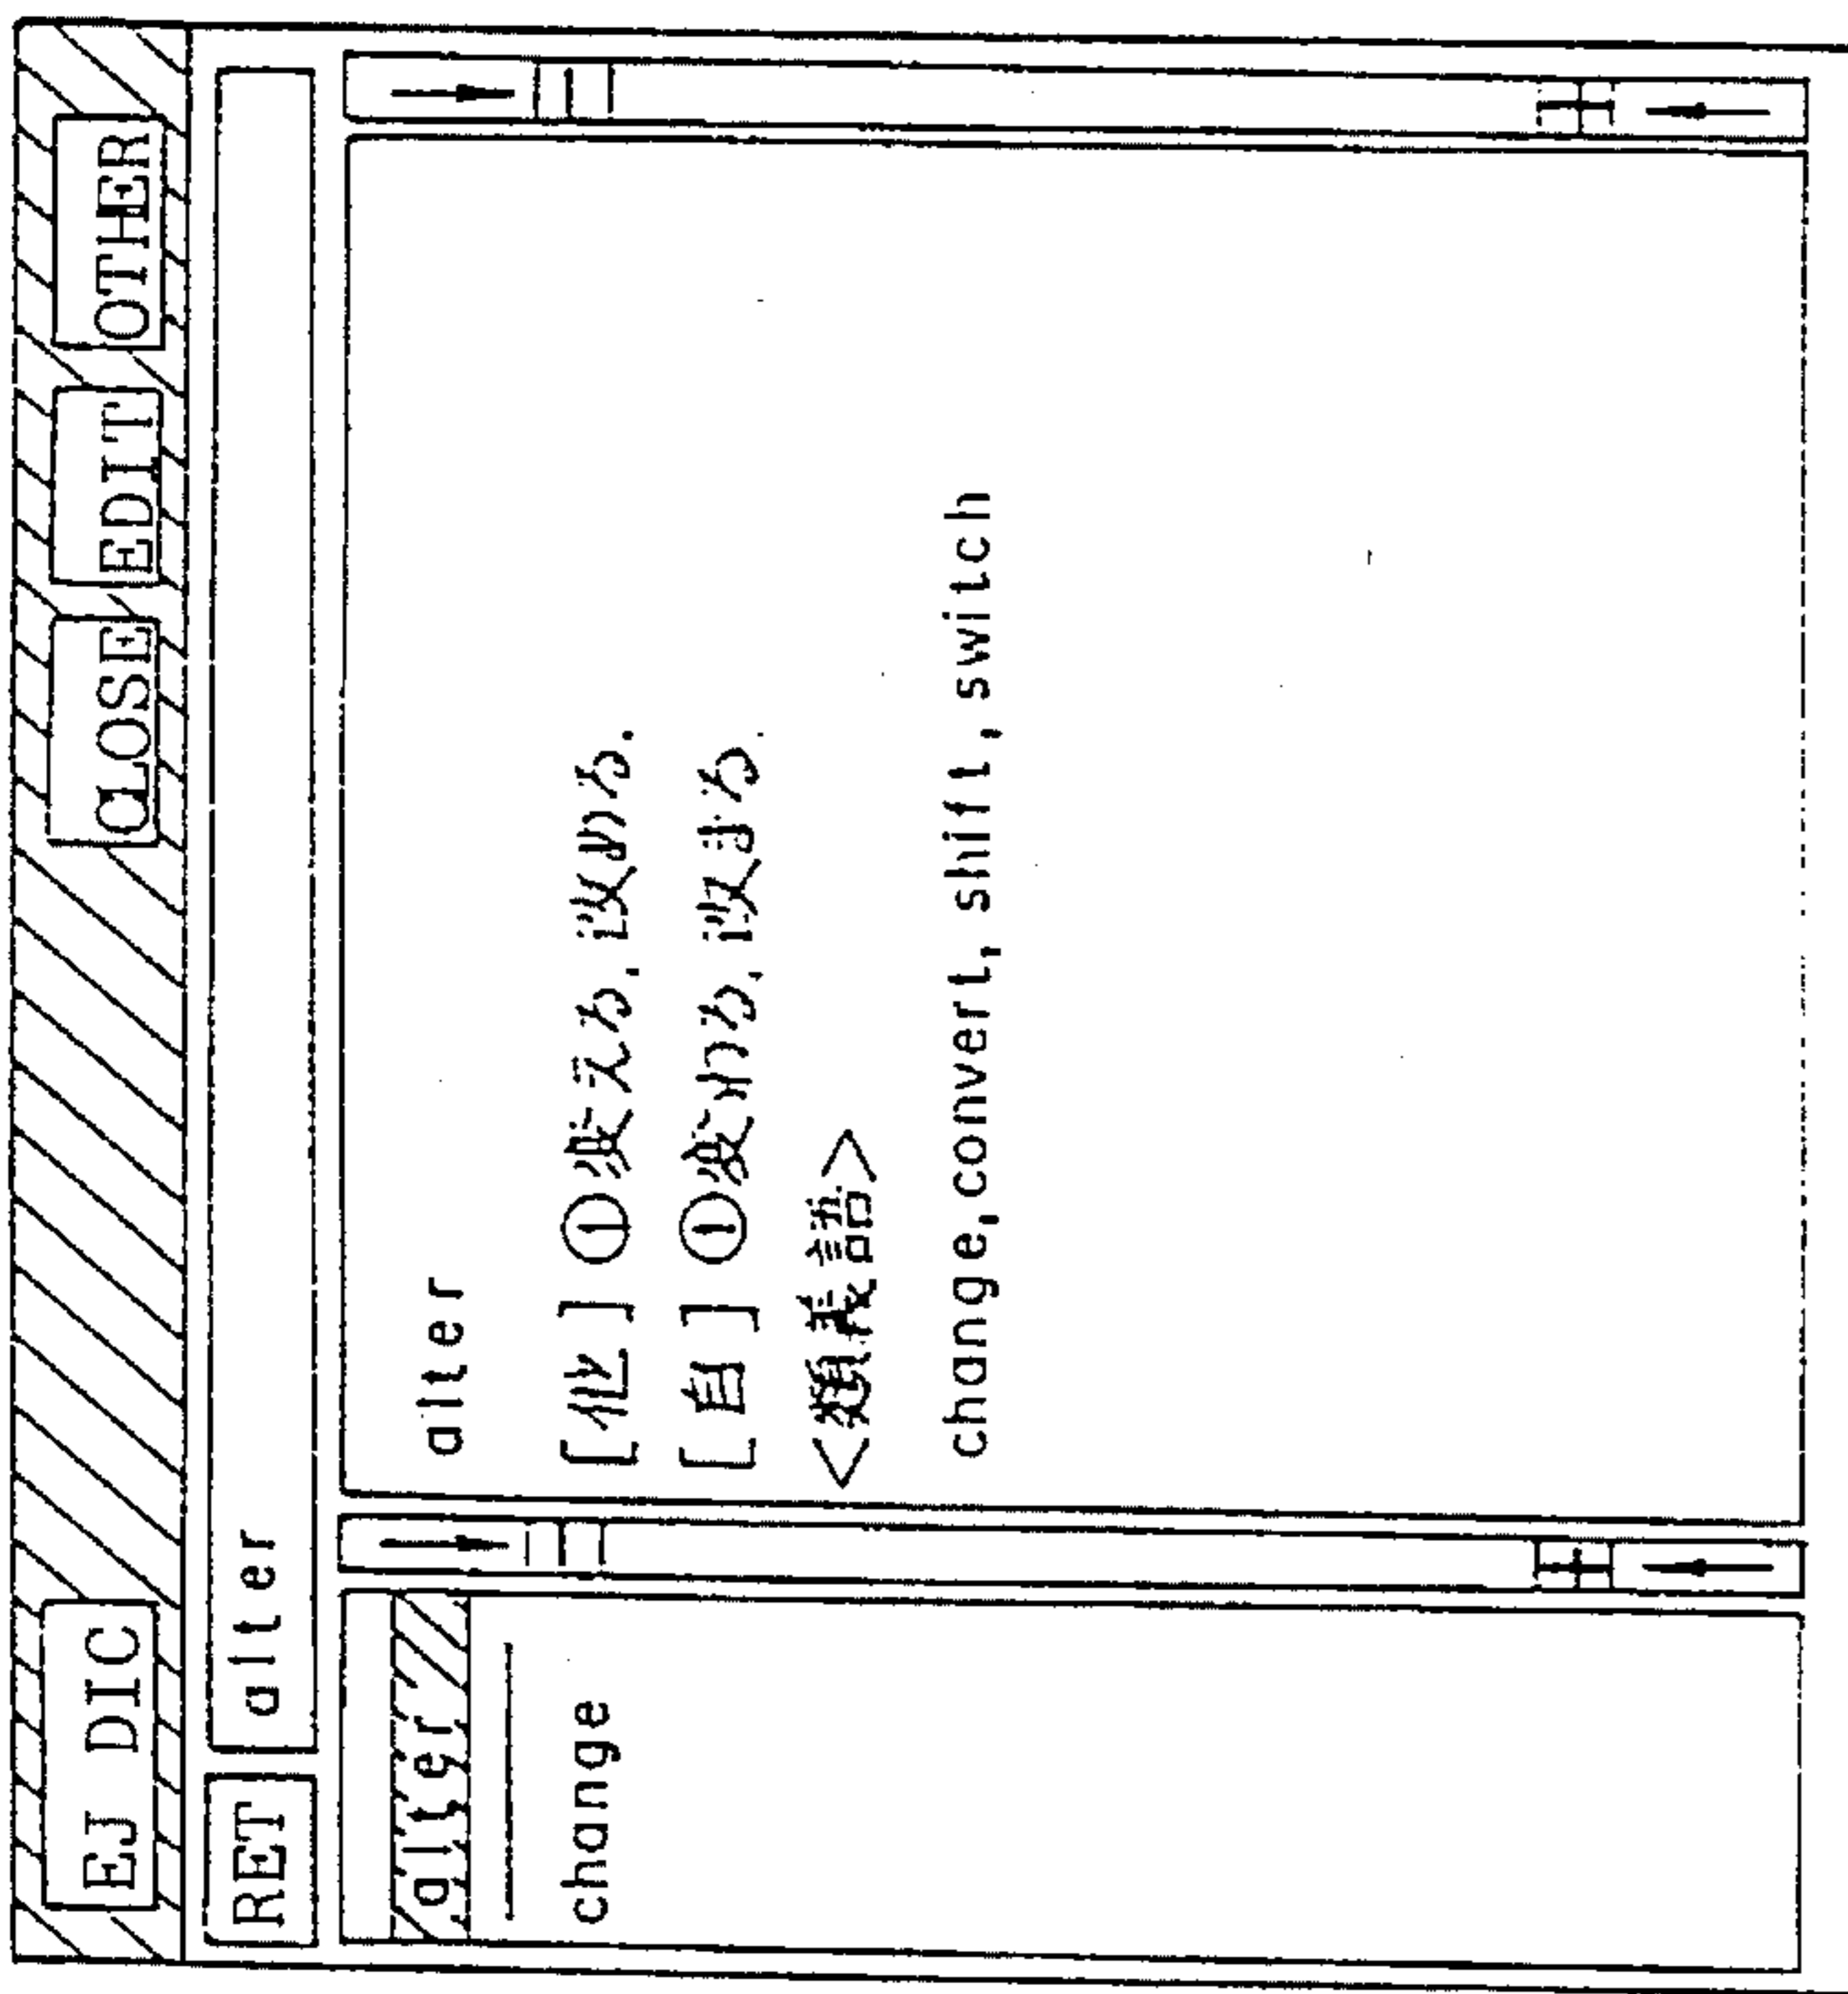 EJ DIC CLOSE EDIT OTHER
RET alter
alter
change
alter
[他] ①変える, 改める.
[自] ①変わる, 改まる.
<類義語>
change, convert, shift, switch